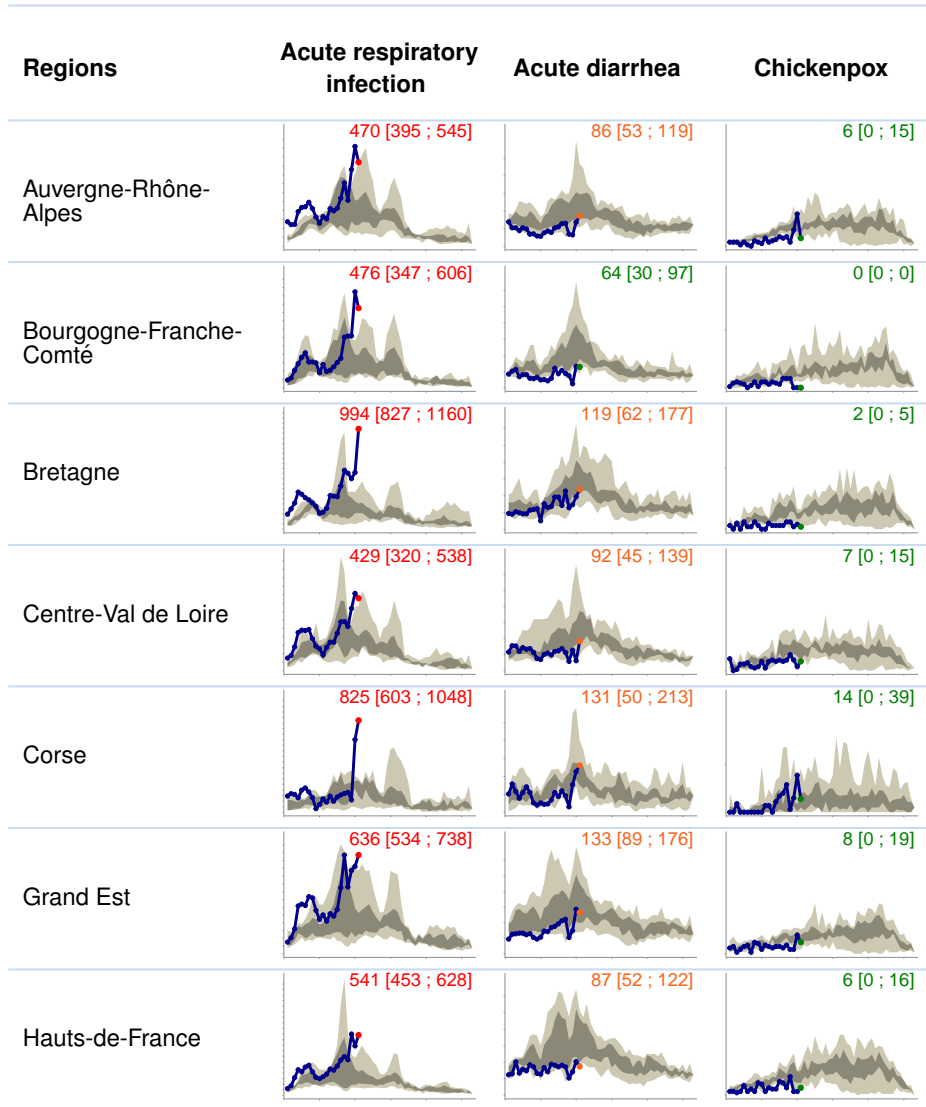 Regions
Acute respiratory
infection
Acute diarrhea
Chickenpox
Auvergne-Rhône-
Alpes
470 [395 ; 545]
86 [53 ; 119]
6 [0 ; 15]
Bourgogne-Franche-
Comté
476 [347 ; 606]
64 [30 ; 97]
0 [0 ; 0]
Bretagne
994 [827 ; 1160]
119 [62 ; 177]
2 [0 ; 5]
Centre-Val de Loire
429 [320 ; 538]
92 [45 ; 139]
7 [0 ; 15]
Corse
825 [603 ; 1048]
131 [50 ; 213]
14 [0 ; 39]
Grand Est
636 [534 ; 738]
133 [89 ; 176]
8 [0 ; 19]
Hauts-de-France
541 [453 ; 628]
87 [52 ; 122]
6 [0 ; 16]